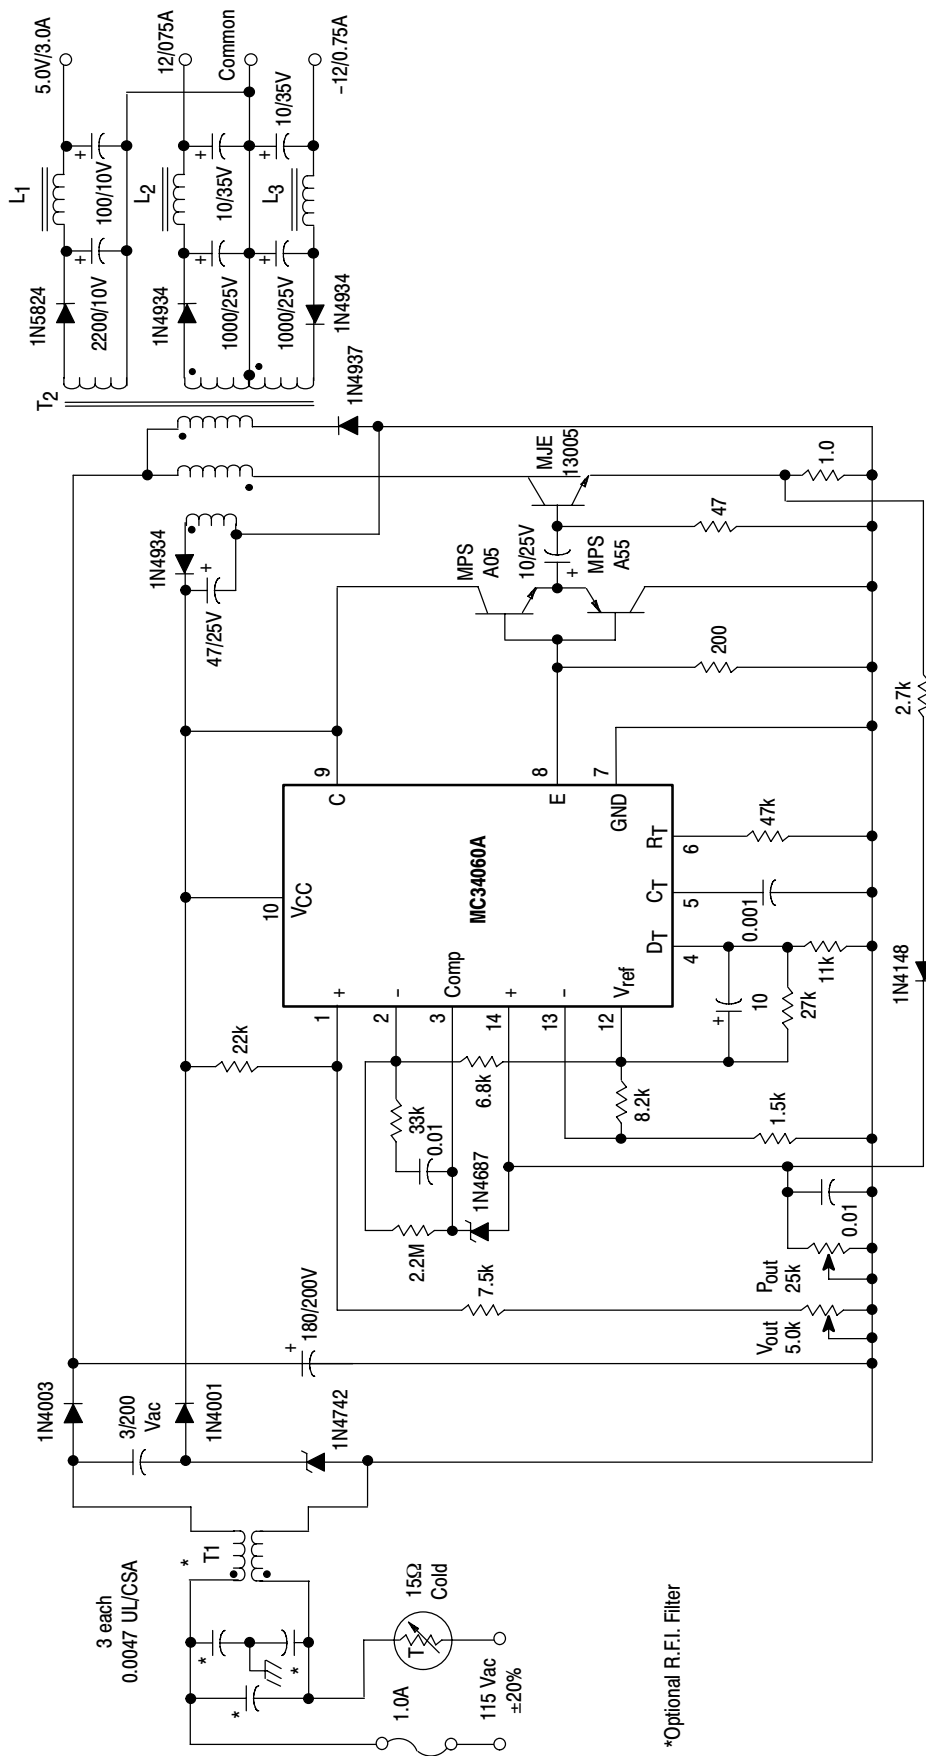 *Optional R.F.I. Filter
115 Vac
±20%
1.0A
T
15Ω
Cold
3 each
0.0047 UL/CSA
*
*
*
*
T1
1N4003
3/200
Vac
1N4001
1N4742
+
180/200V
22k
7.5k
2.2M
33k
0.01
6.8k
1N4687
8.2k
1.5k
Vout
5.0k
Pout
25k
0.01
1
2
3
14
13
12
+
-
Comp
+
-
Vref
10
VCC
MC34060A
DT
CT
RT
4
5
6
+
10
27k
11k
0.001
47k
C
9
E
8
GND
7
1N4148
2.7k
200
47
1.0
47/25V
+
1N4934
MPS
A05
10/25V
+
MPS
A55
MJE
13005
1N4937
T2
1N5824
2200/10V
+
L1
+
100/10V
5.0V/3.0A
1N4934
1000/25V
+
L2
+
10/35V
12/075A
Common
1000/25V
+
1N4934
L3
+
10/35V
-12/0.75A